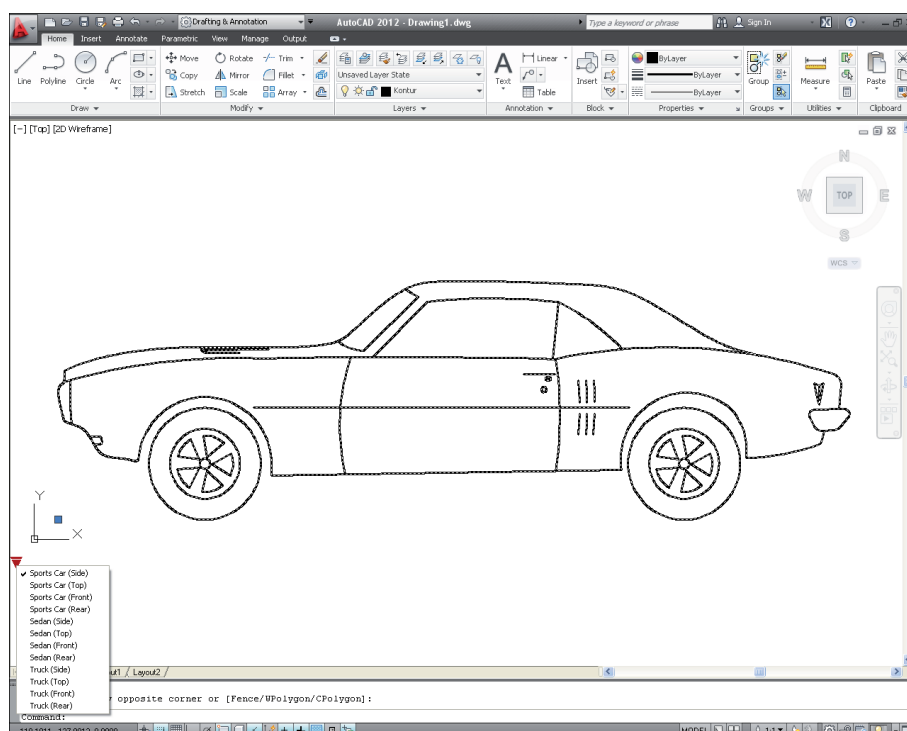 Drafting & Annotation
AutoCAD 2012 - Drawing1.dwg
Type a keyword or phrase
Sign In
Home Insert Annotate Parametric View Manage Output
Line Polyline Circle Arc
Move Rotate Trim
Copy Mirror Fillet
Stretch Scale Array
Unsaved Layer State
Kontur
Text
Linear
Table
Insert
ByLayer
ByLayer
ByLayer
Group
Measure
Paste
Draw Modify Layers Annotation Block Properties Groups Utilities Clipboard
[−] [Top] [2D Wireframe]
N
W TOP E
S
WCS
Y
X
Sports Car (Side)
Sports Car (Top)
Sports Car (Front)
Sports Car (Rear)
Sedan (Side)
Sedan (Top)
Sedan (Front)
Sedan (Rear)
Truck (Side)
Truck (Top)
Truck (Front)
Truck (Rear)
Layout2
opposite corner or [Fence/WPolygon/CPolygon]:
Command:
MODEL 1:1